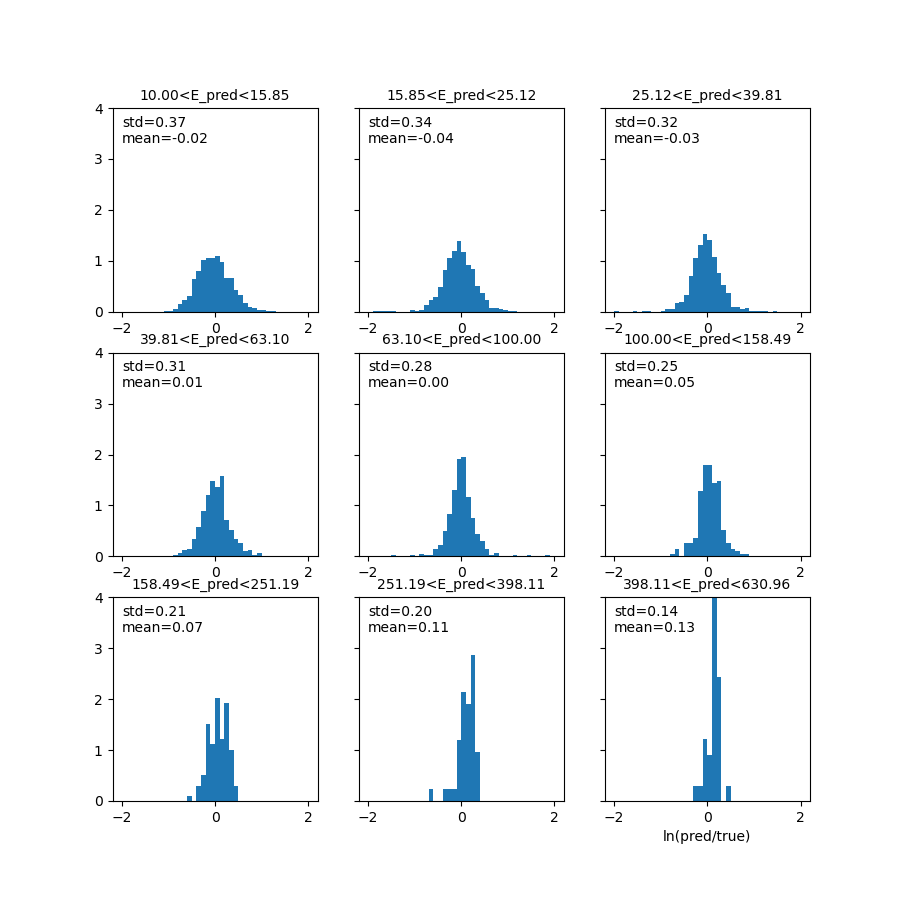 10.00<E_pred<15.85
15.85<E_pred<25.12
25.12<E_pred<39.81
4
3
2
1
0
std=0.37
mean=-0.02
std=0.34
mean=-0.04
std=0.32
mean=-0.03
−2 0 2
−2 0 2
−2 0 2
39.81<E_pred<63.10
63.10<E_pred<100.00
100.00<E_pred<158.49
4
3
2
1
0
std=0.31
mean=0.01
std=0.28
mean=0.00
std=0.25
mean=0.05
−2 0 2
−2 0 2
−2 0 2
158.49<E_pred<251.19
251.19<E_pred<398.11
398.11<E_pred<630.96
4
3
2
1
0
std=0.21
mean=0.07
std=0.20
mean=0.11
std=0.14
mean=0.13
−2 0 2
−2 0 2
−2 0 2
ln(pred/true)